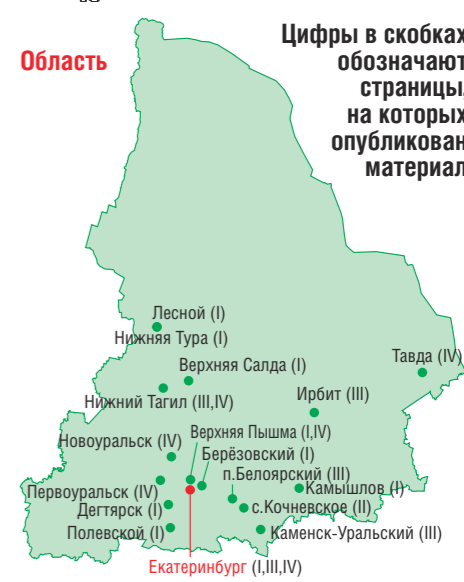 Область
Цифры в скобках
обозначают
страницы,
на которых
опубликован
материал
Лесной (I)
Нижняя Тура (I)
Верхняя Салда (I)
Тавда (IV)
Нижний Тагил (III,IV)
Ирбит (III)
Верхняя Пышма (I,IV)
Новоуральск (IV)
Берёзовский (I)
п.Белоярский (III)
Первоуральск (IV)
Камышлов (I)
Дегтярск (I)
с.Кочневское (II)
Полевской (I)
Каменск-Уральский (III)
Екатеринбург (I,III,IV)